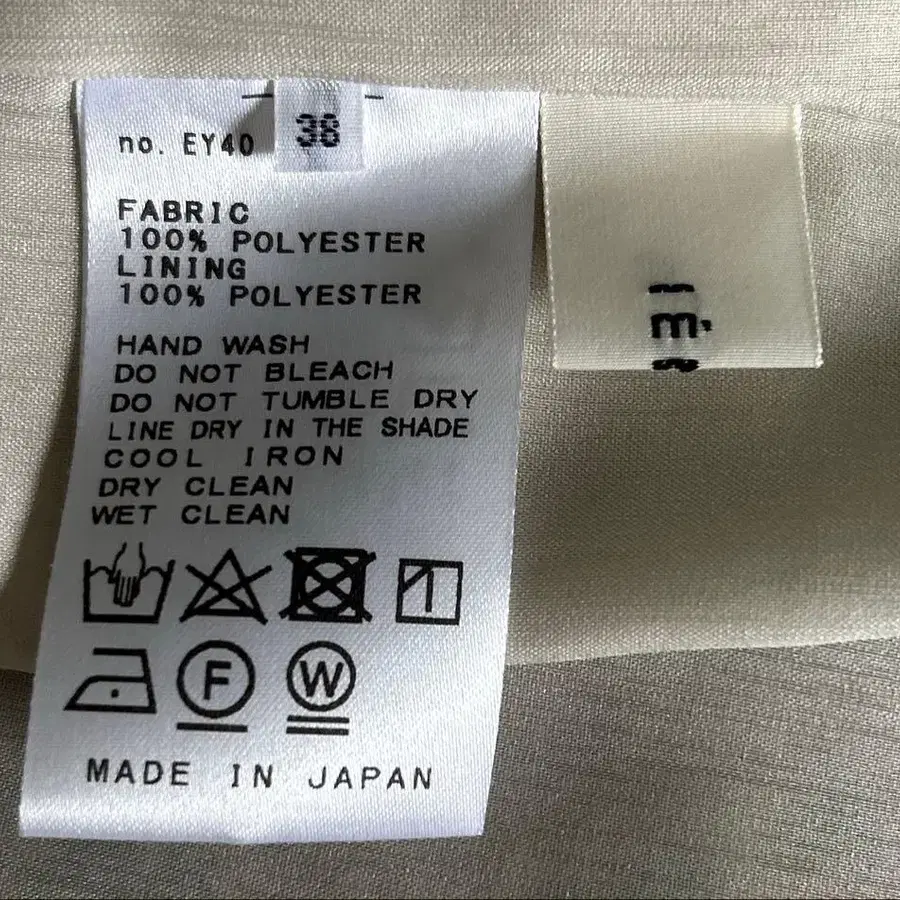 38
no. EY40
FABRIC
100% POLYESTER
LINING
100% POLYESTER
HAND WASH
DO NOT BLEACH
DO NOT TUMBLE DRY
LINE DRY IN THE SHADE
COOL IRON
DRY CLEAN
WET CLEAN
F
W
MADE IN JAPAN